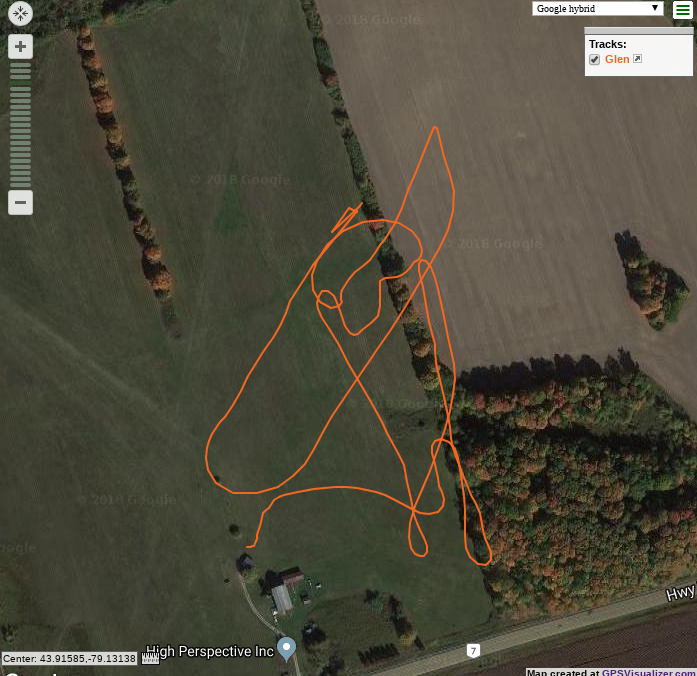 © 2018 Google
Google hybrid
Tracks:
Glen
© 2018 Google
© 2018 Google
© 2018 Google
© 2018 Google
oogle
Hwy
7
High Perspective Inc
Center: 43.91585,-79.13138
Map created at GPSVisualizer.com